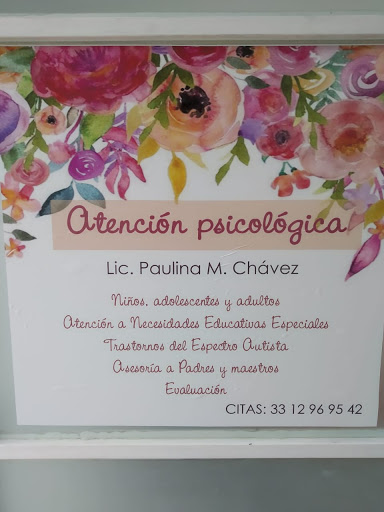 Atención psicológica
Lic. Paulina M. Chávez
Niños, adolescentes y adultos
Atención a Necesidades Educativas Especiales
Trastornos del Espectro Autista
Asesoría a Padres y maestros
Evaluación
CITAS: 33 12 96 95 42